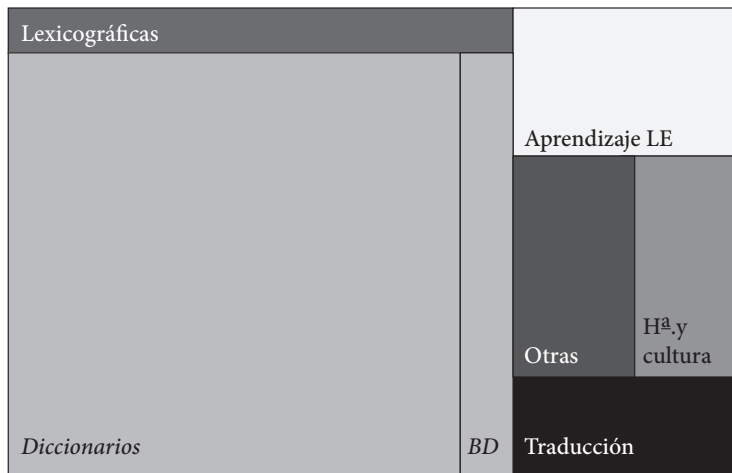 Lexicográficas
Aprendizaje LE
Otras
Hª.y
cultura
Diccionarios
BD
Traducción